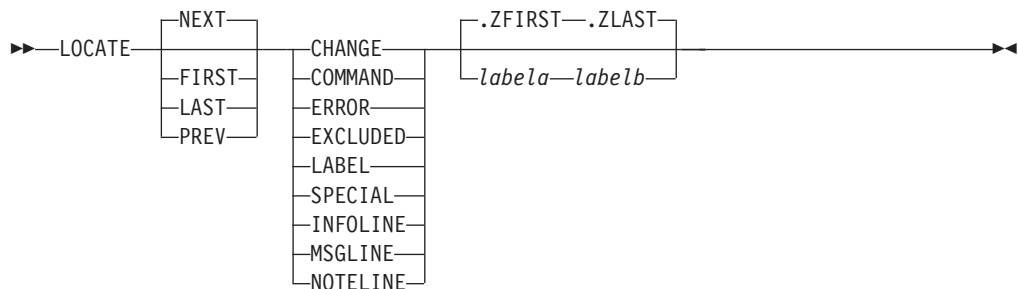 NEXT .ZFIRST .ZLAST
LOCATE CHANGE
FIRST COMMAND labela labelb
LAST ERROR
PREV EXCLUDED
LABEL
SPECIAL
INFOLINE
MSGLINE
NOTELINE